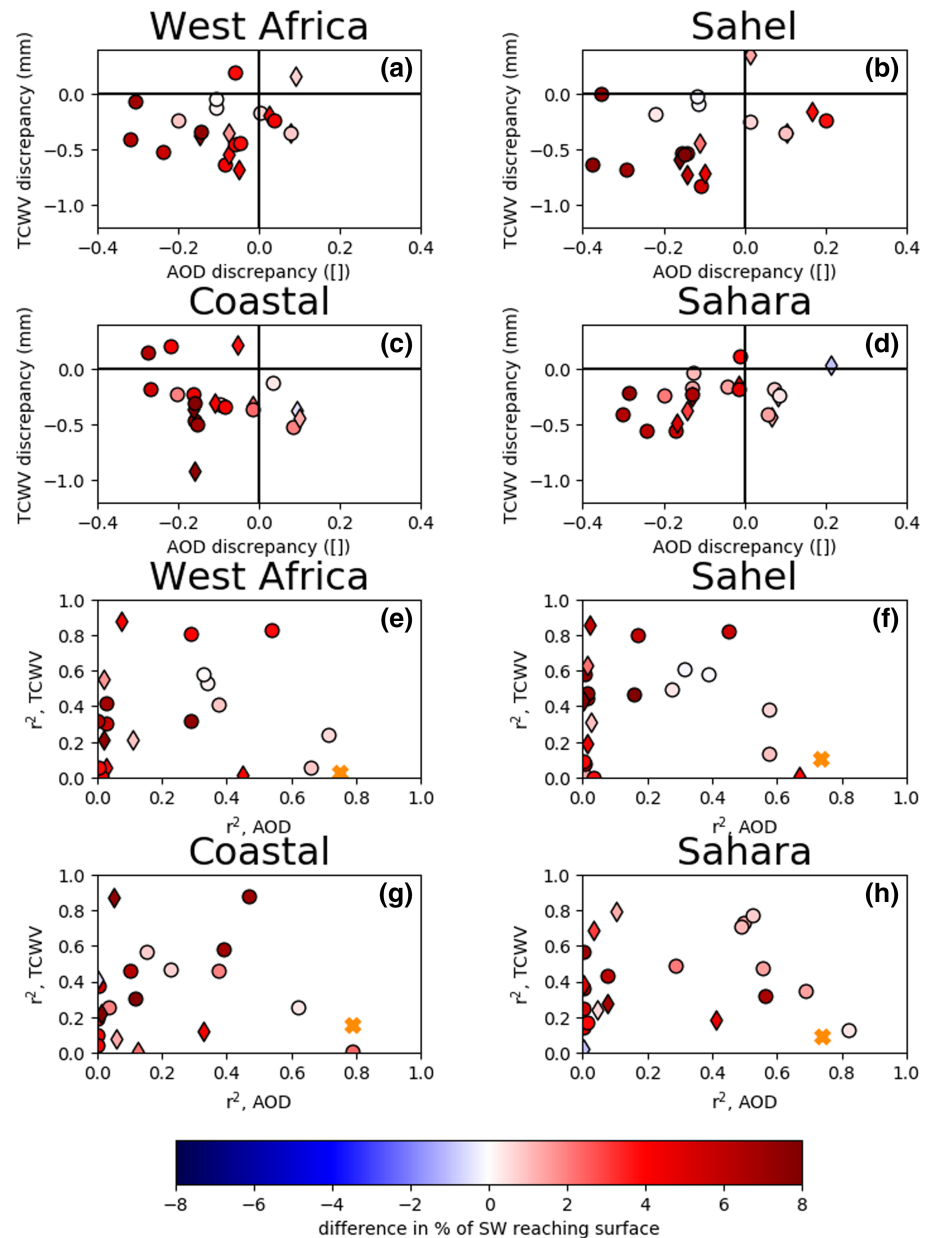 West Africa
(a)
TCWV discrepancy (mm)
0.0
−0.5
−1.0
−0.4 −0.2 0.0 0.2 0.4
AOD discrepancy ([])
Sahel
(b)
TCWV discrepancy (mm)
0.0
−0.5
−1.0
−0.4 −0.2 0.0 0.2 0.4
AOD discrepancy ([])
Coastal
(c)
TCWV discrepancy (mm)
0.0
−0.5
−1.0
−0.4 −0.2 0.0 0.2 0.4
AOD discrepancy ([])
Sahara
(d)
TCWV discrepancy (mm)
0.0
−0.5
−1.0
−0.4 −0.2 0.0 0.2 0.4
AOD discrepancy ([])
West Africa
(e)
r², TCWV
1.0
0.8
0.6
0.4
0.2
0.0
0.0 0.2 0.4 0.6 0.8 1.0
r², AOD
Sahel
(f)
r², TCWV
1.0
0.8
0.6
0.4
0.2
0.0
0.0 0.2 0.4 0.6 0.8 1.0
r², AOD
Coastal
(g)
r², TCWV
1.0
0.8
0.6
0.4
0.2
0.0
0.0 0.2 0.4 0.6 0.8 1.0
r², AOD
Sahara
(h)
r², TCWV
1.0
0.8
0.6
0.4
0.2
0.0
0.0 0.2 0.4 0.6 0.8 1.0
r², AOD
−8 −6 −4 −2 0 2 4 6 8
difference in % of SW reaching surface